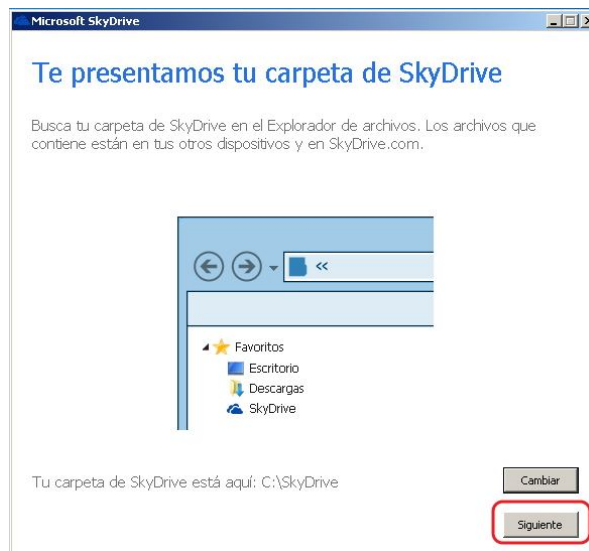 Microsoft SkyDrive
Te presentamos tu carpeta de SkyDrive
Busca tu carpeta de SkyDrive en el Explorador de archivos. Los archivos que
contiene están en tus otros dispositivos y en SkyDrive.com.
«
Favoritos
Escritorio
Descargas
SkyDrive
Tu carpeta de SkyDrive está aquí: C:\SkyDrive
Cambiar
Siguiente